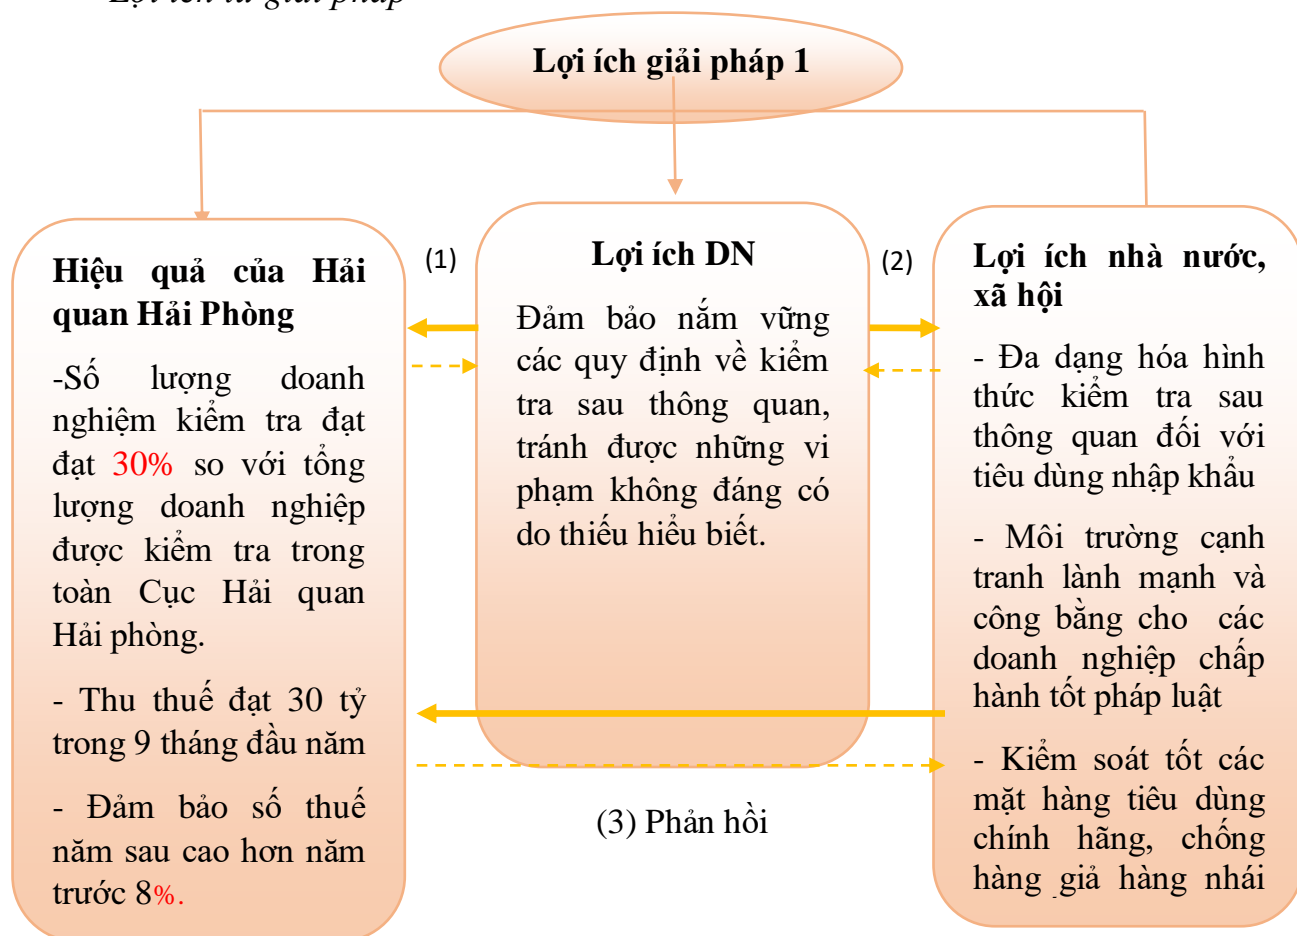 Lợi ích từ giải pháp
Lợi ích giải pháp 1
Hiệu quả của Hải
quan Hải Phòng
-Số lượng doanh
nghiệm kiểm tra đạt
đạt 30% so với tổng
lượng doanh nghiệp
được kiểm tra trong
toàn Cục Hải quan
Hải phòng.
- Thu thuế đạt 30 tỷ
trong 9 tháng đầu năm
- Đảm bảo số thuế
năm sau cao hơn năm
trước 8%.
(1)
Lợi ích DN
Đảm bảo nắm vững
các quy định về kiểm
tra sau thông quan,
tránh được những vi
phạm không đáng có
do thiếu hiểu biết.
(2)
Lợi ích nhà nước,
xã hội
- Đa dạng hóa hình
thức kiểm tra sau
thông quan đối với
tiêu dùng nhập khẩu
- Môi trường cạnh
tranh lành mạnh và
công bằng cho các
doanh nghiệp chấp
hành tốt pháp luật
- Kiểm soát tốt các
mặt hàng tiêu dùng
chính hãng, chống
hàng giả hàng nhái
(3) Phản hồi